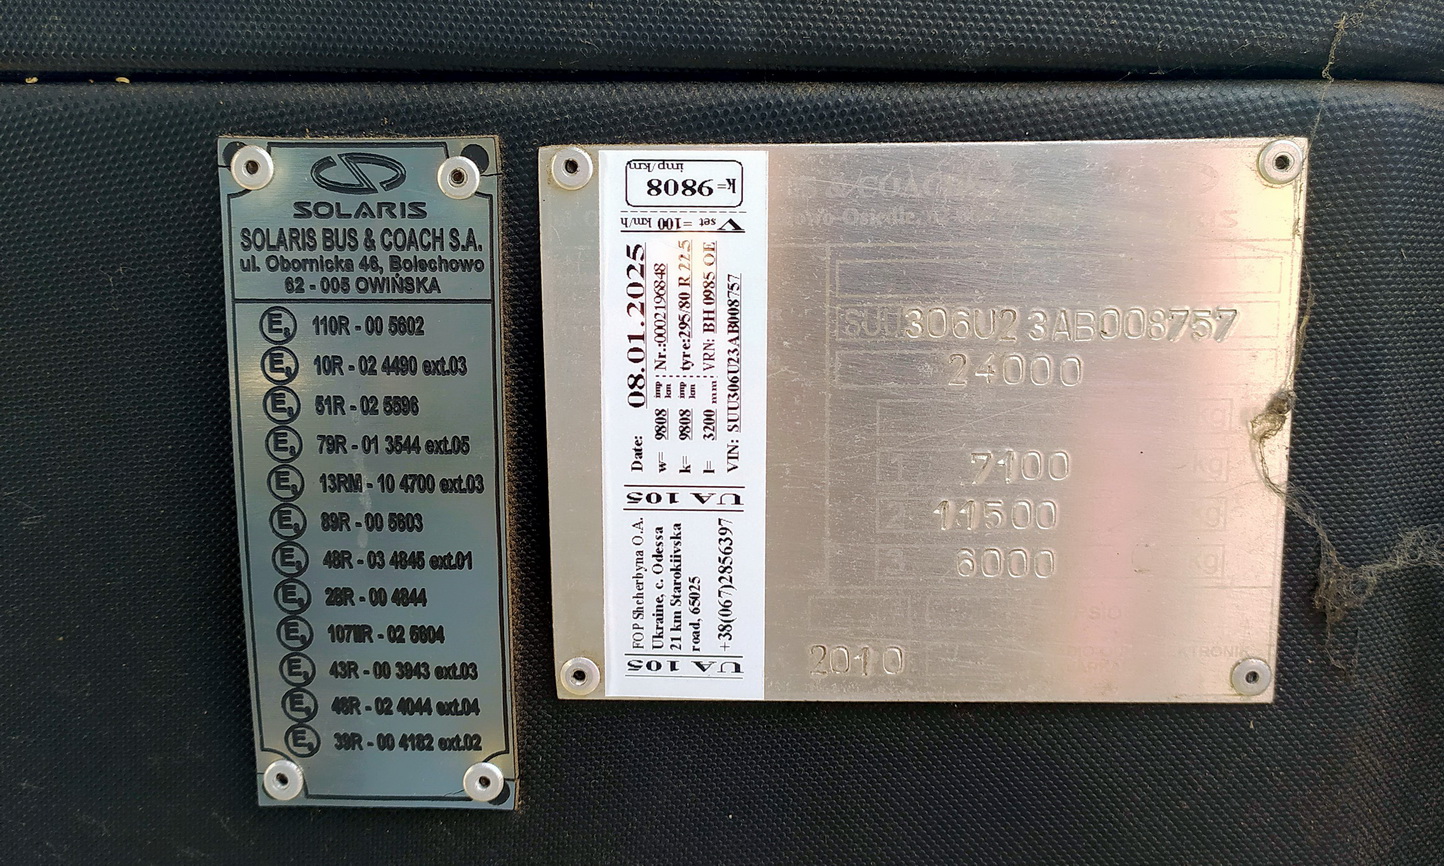 SOLARIS
SOLARIS BUS & COACH S.A.
ul. Obornicka 46, Bolechowo
62 - 005 OWIŃSKA
E 110R - 00 5602
E 10R - 02 4490 ext.03
E 51R - 02 5596
E 79R - 01 3544 ext.05
E 13RM - 10 4700 ext.03
E 89R - 00 5603
E 48R - 03 4845 ext.01
E 28R - 00 4844
E 107IIIR - 02 5604
E 43R - 00 3943 ext.03
E 46R - 02 4044 ext.04
E 39R - 00 4182 ext.02
k=9808 imp/km
V set =100 km/h
Date: 08.01.2025
w= 9808 imp/km Nr.:0002196848
k= 9808 imp/km tyre:295/80 R 22.5
l= 3200 mm VRN: BH 0985 OE
VIN: SUU306U23AB008757
UA 105
FOP Shcherbyna O.A.
Ukraine, c. Odessa
21 km Starokiivska
road, 65025
+38(067)2856397
UA 105
SUU306U23AB008757
24000
kg
1 7100 kg
2 11500 kg
6000 kg
2010